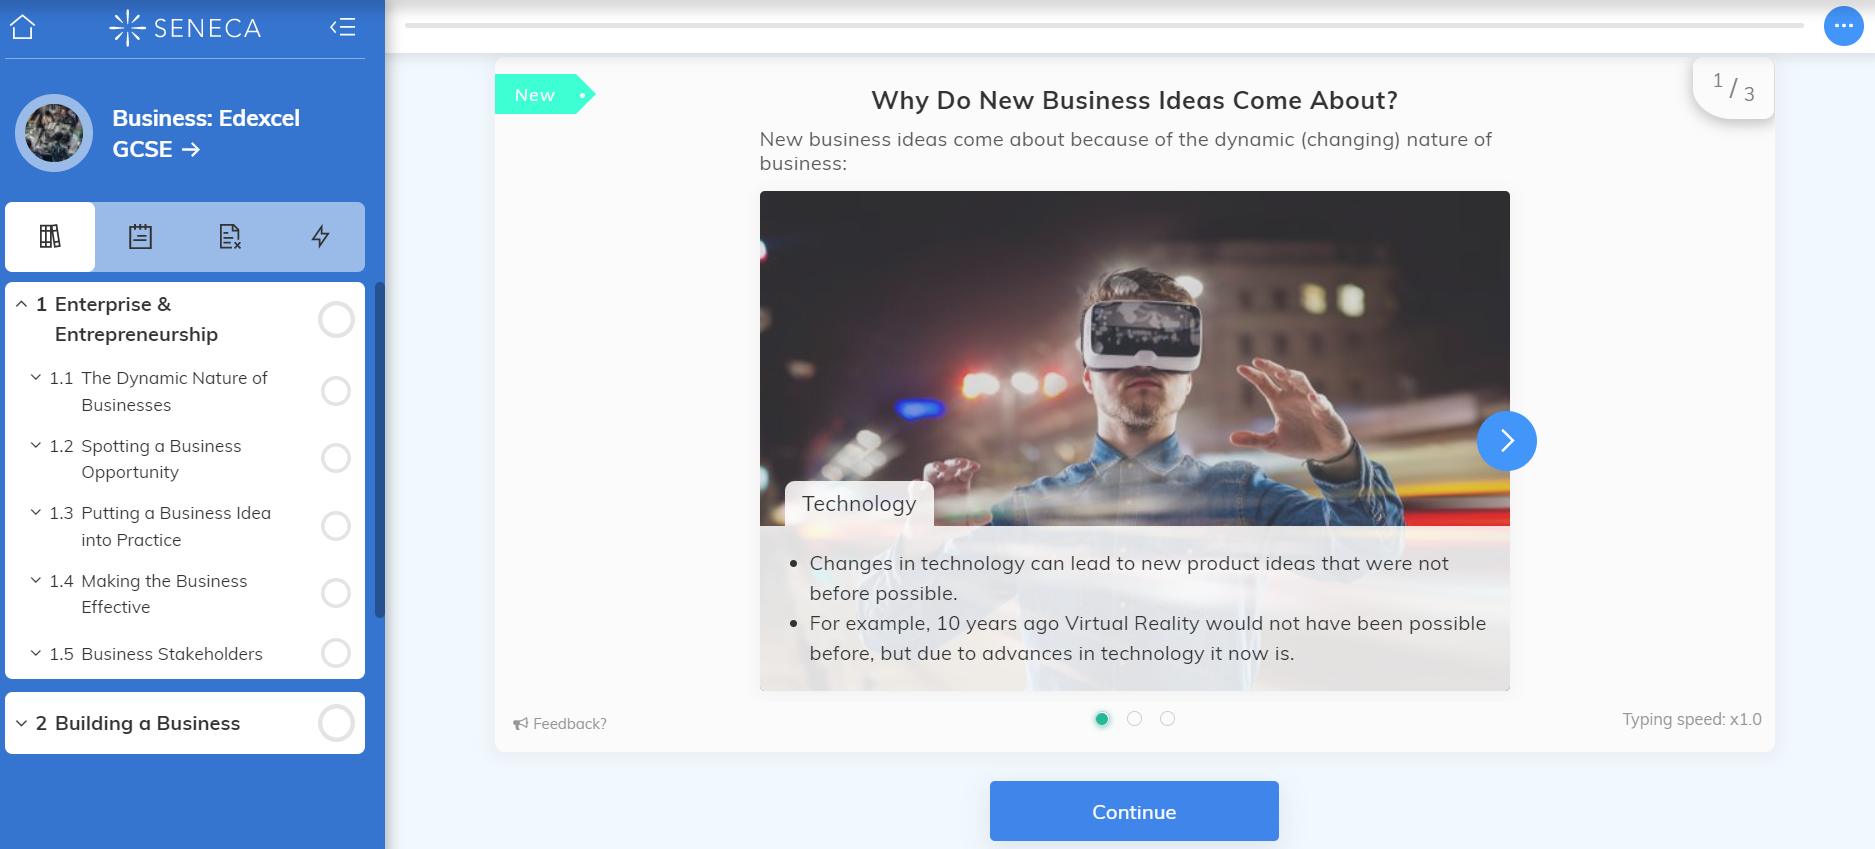 SENECA
Business: Edexcel
GCSE →
1 Enterprise &
Entrepreneurship
1.1 The Dynamic Nature of
Businesses
1.2 Spotting a Business
Opportunity
1.3 Putting a Business Idea
into Practice
1.4 Making the Business
Effective
1.5 Business Stakeholders
2 Building a Business
New
Why Do New Business Ideas Come About?
1 / 3
New business ideas come about because of the dynamic (changing) nature of
business:
Technology
• Changes in technology can lead to new product ideas that were not
before possible.
• For example, 10 years ago Virtual Reality would not have been possible
before, but due to advances in technology it now is.
Feedback?
Typing speed: x1.0
Continue